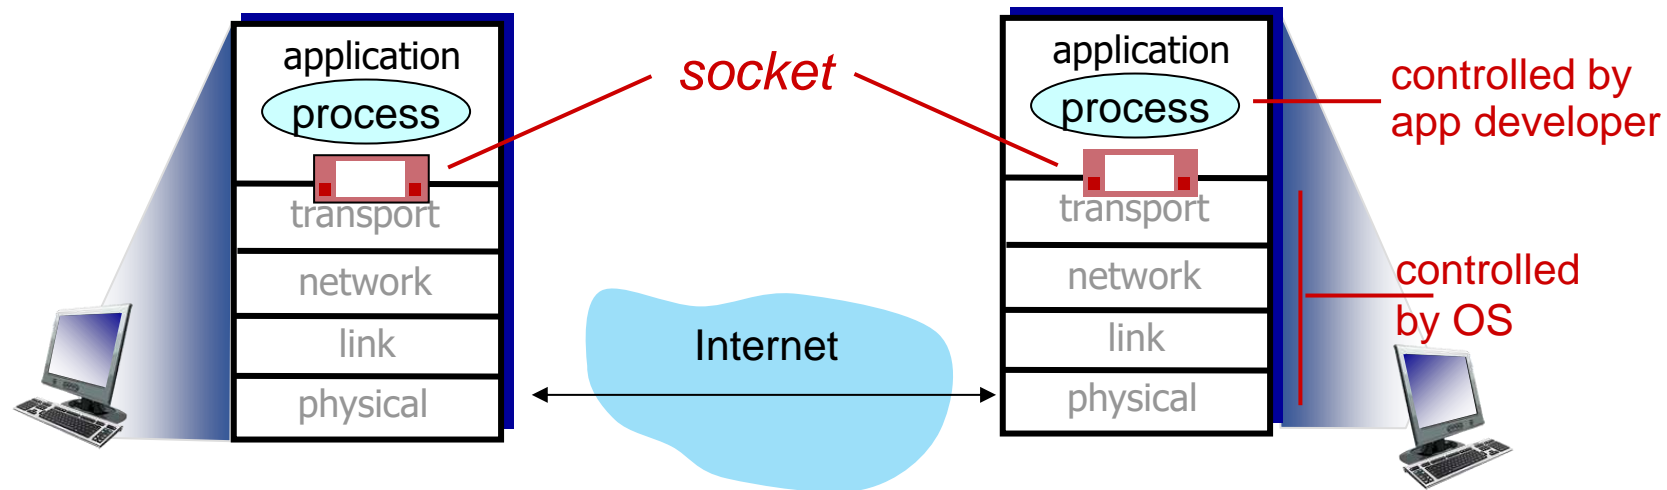 application
process
transport
network
link
physical
socket
Internet
application
process
transport
network
link
physical
controlled by
app developer
controlled
by OS